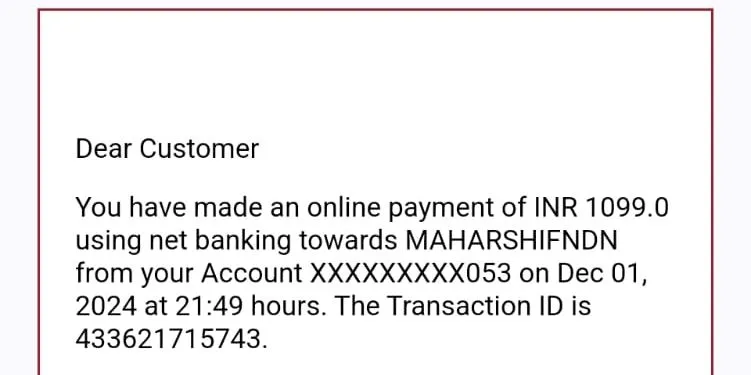 Dear Customer
You have made an online payment of INR 1099.0
using net banking towards MAHARSHIFNDN
from your Account XXXXXXXXX053 on Dec 01,
2024 at 21:49 hours. The Transaction ID is
433621715743.